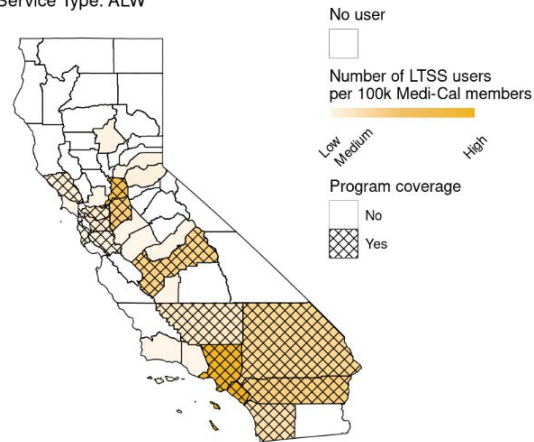 Service Type: ALW
No user
Number of LTSS users
per 100k Medi-Cal members
Low
Medium
High
Program coverage
No
Yes